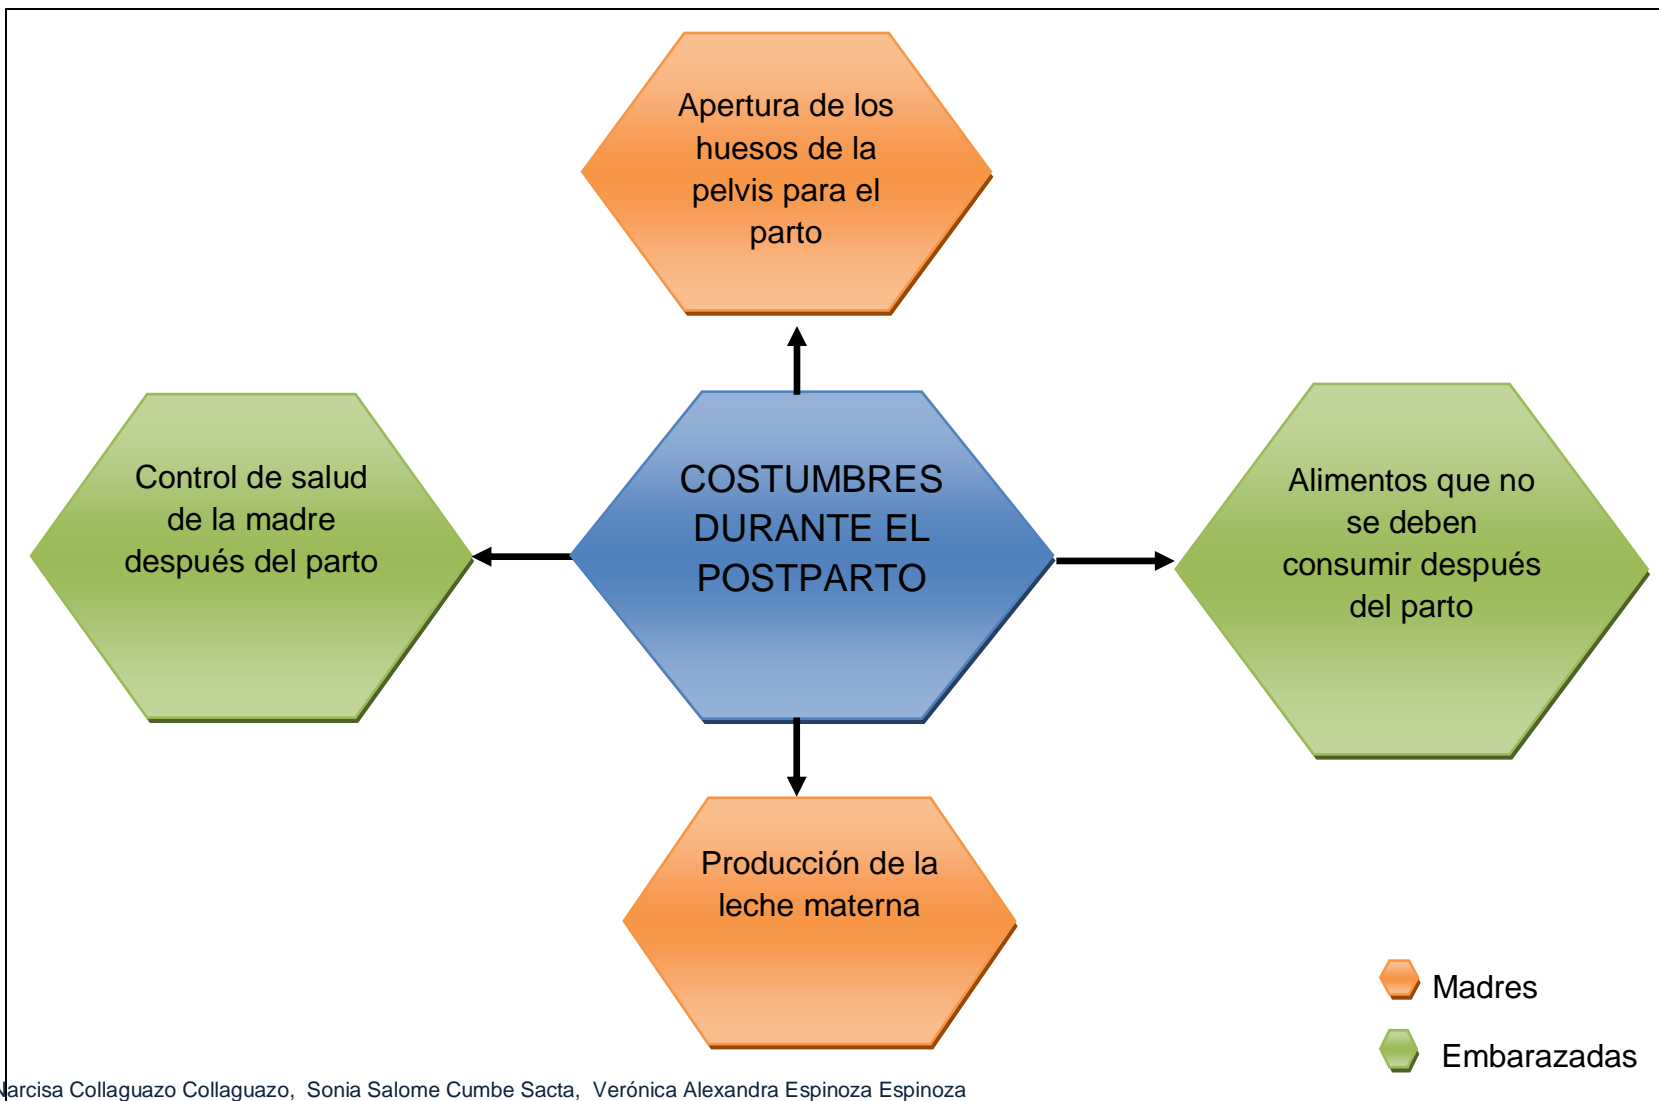 Apertura de los
huesos de la
pelvis para el
parto
Control de salud
de la madre
después del parto
COSTUMBRES
DURANTE EL
POSTPARTO
Alimentos que no
se deben
consumir después
del parto
Producción de la
leche materna
Madres
Embarazadas
Narcisa Collaguazo Collaguazo, Sonia Salome Cumbe Sacta, Verónica Alexandra Espinoza Espinoza